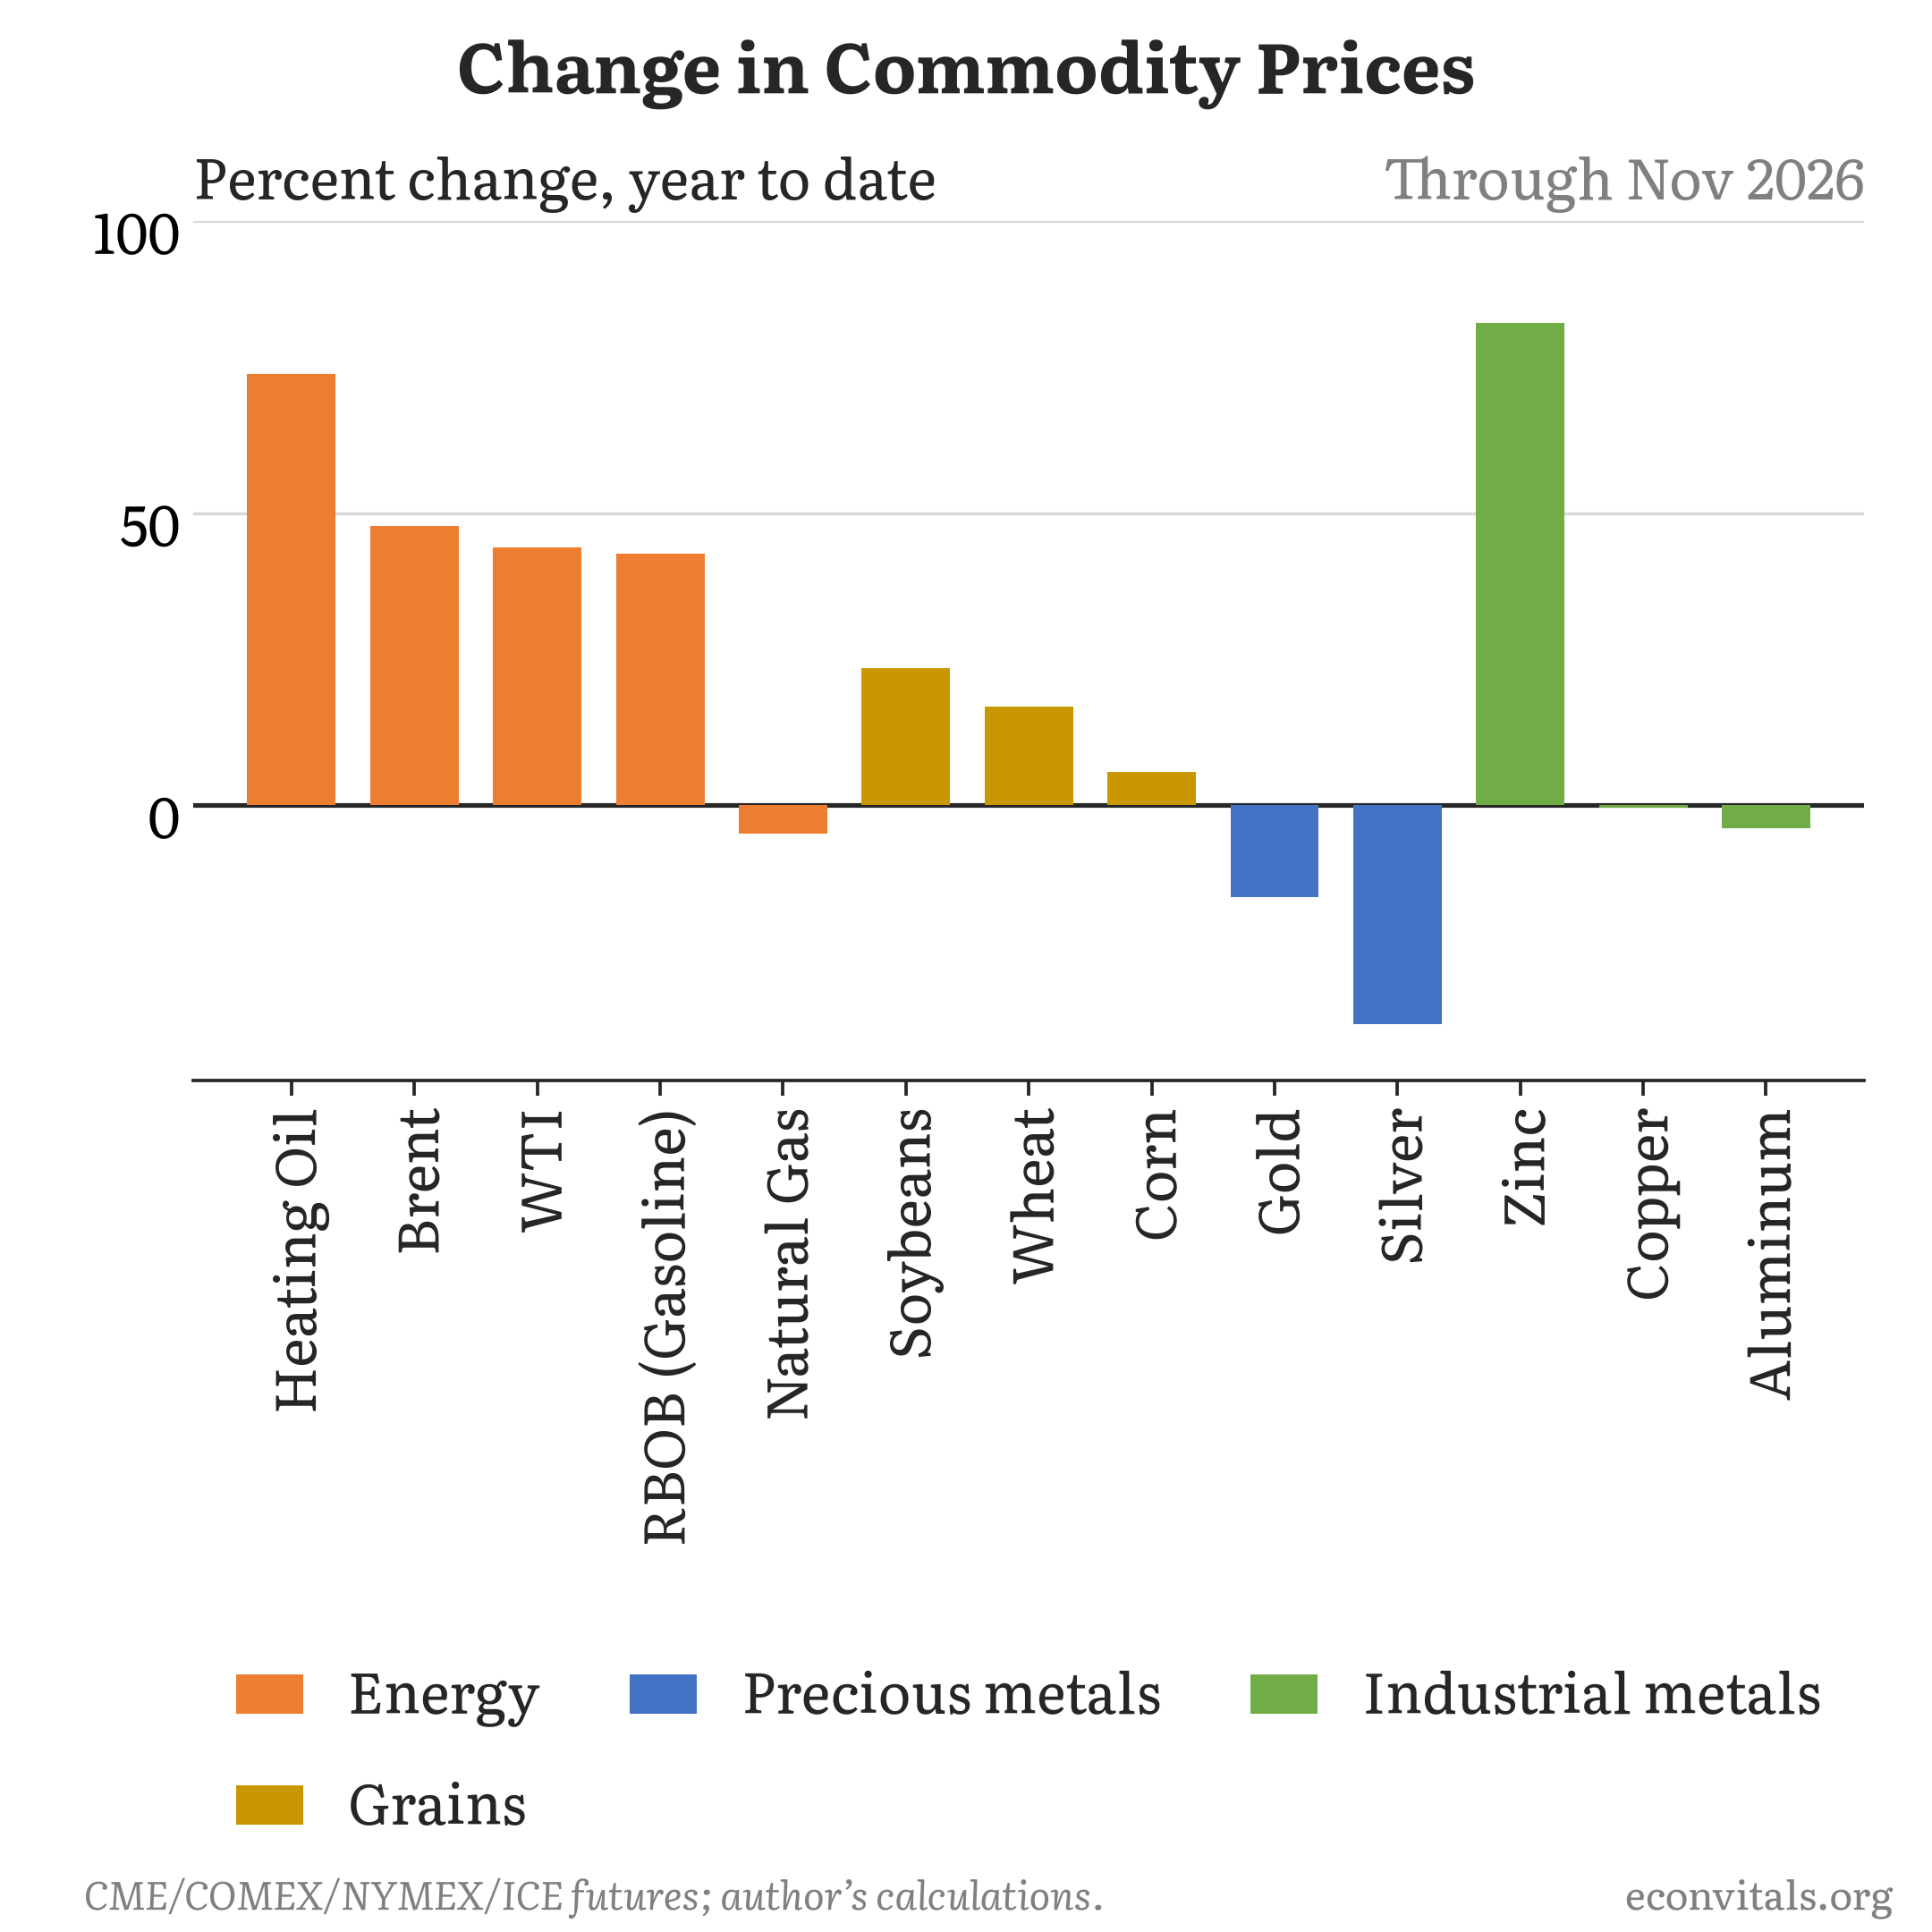 Change in Commodity Prices
Percent change, year to date
Through Nov 2026
100
50
0
Heating Oil
Brent
WTI
RBOB (Gasoline)
Natural Gas
Soybeans
Wheat
Corn
Gold
Silver
Zinc
Copper
Aluminum
Energy
Precious metals
Industrial metals
Grains
CME/COMEX/NYMEX/ICE futures; author’s calculations.
econvitals.org